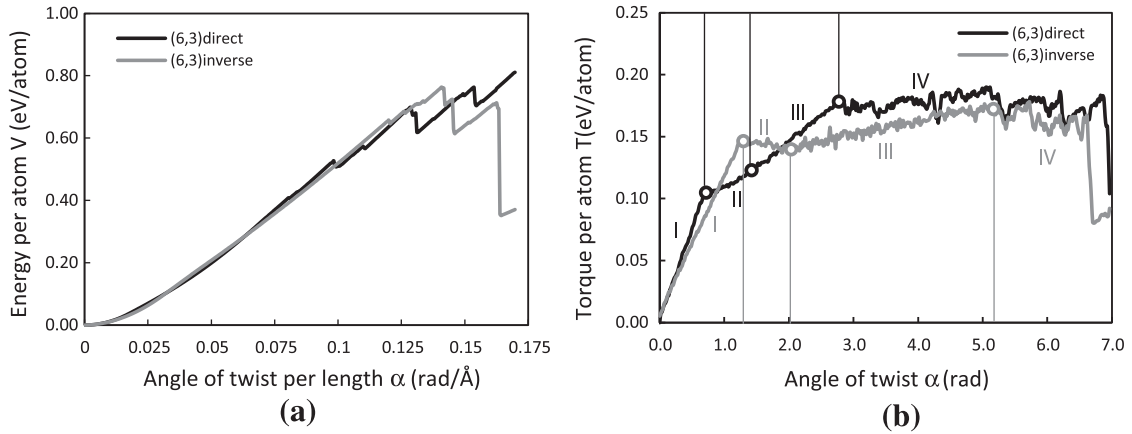 Energy per atom V (eV/atom)
1.00
0.80
0.60
0.40
0.20
0.00
(6,3)direct
(6,3)inverse
0
0.025
0.05
0.075
0.1
0.125
0.15
0.175
Angle of twist per length α (rad/Å)
(a)
Torque per atom T(eV/atom)
0.25
0.20
0.15
0.10
0.05
0.00
(6,3)direct
(6,3)inverse
I
II
III
IV
I
II
III
IV
0.0
1.0
2.0
3.0
4.0
5.0
6.0
7.0
Angle of twist α (rad)
(b)